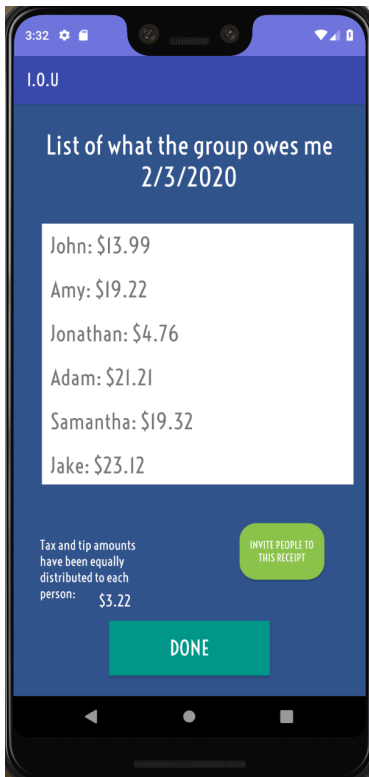 3:32
I.O.U
List of what the group owes me
2/3/2020
John: $13.99
Amy: $19.22
Jonathan: $4.76
Adam: $21.21
Samantha: $19.32
Jake: $23.12
Tax and tip amounts
have been equally
distributed to each
person: $3.22
INVITE PEOPLE TO
THIS RECEIPT
DONE